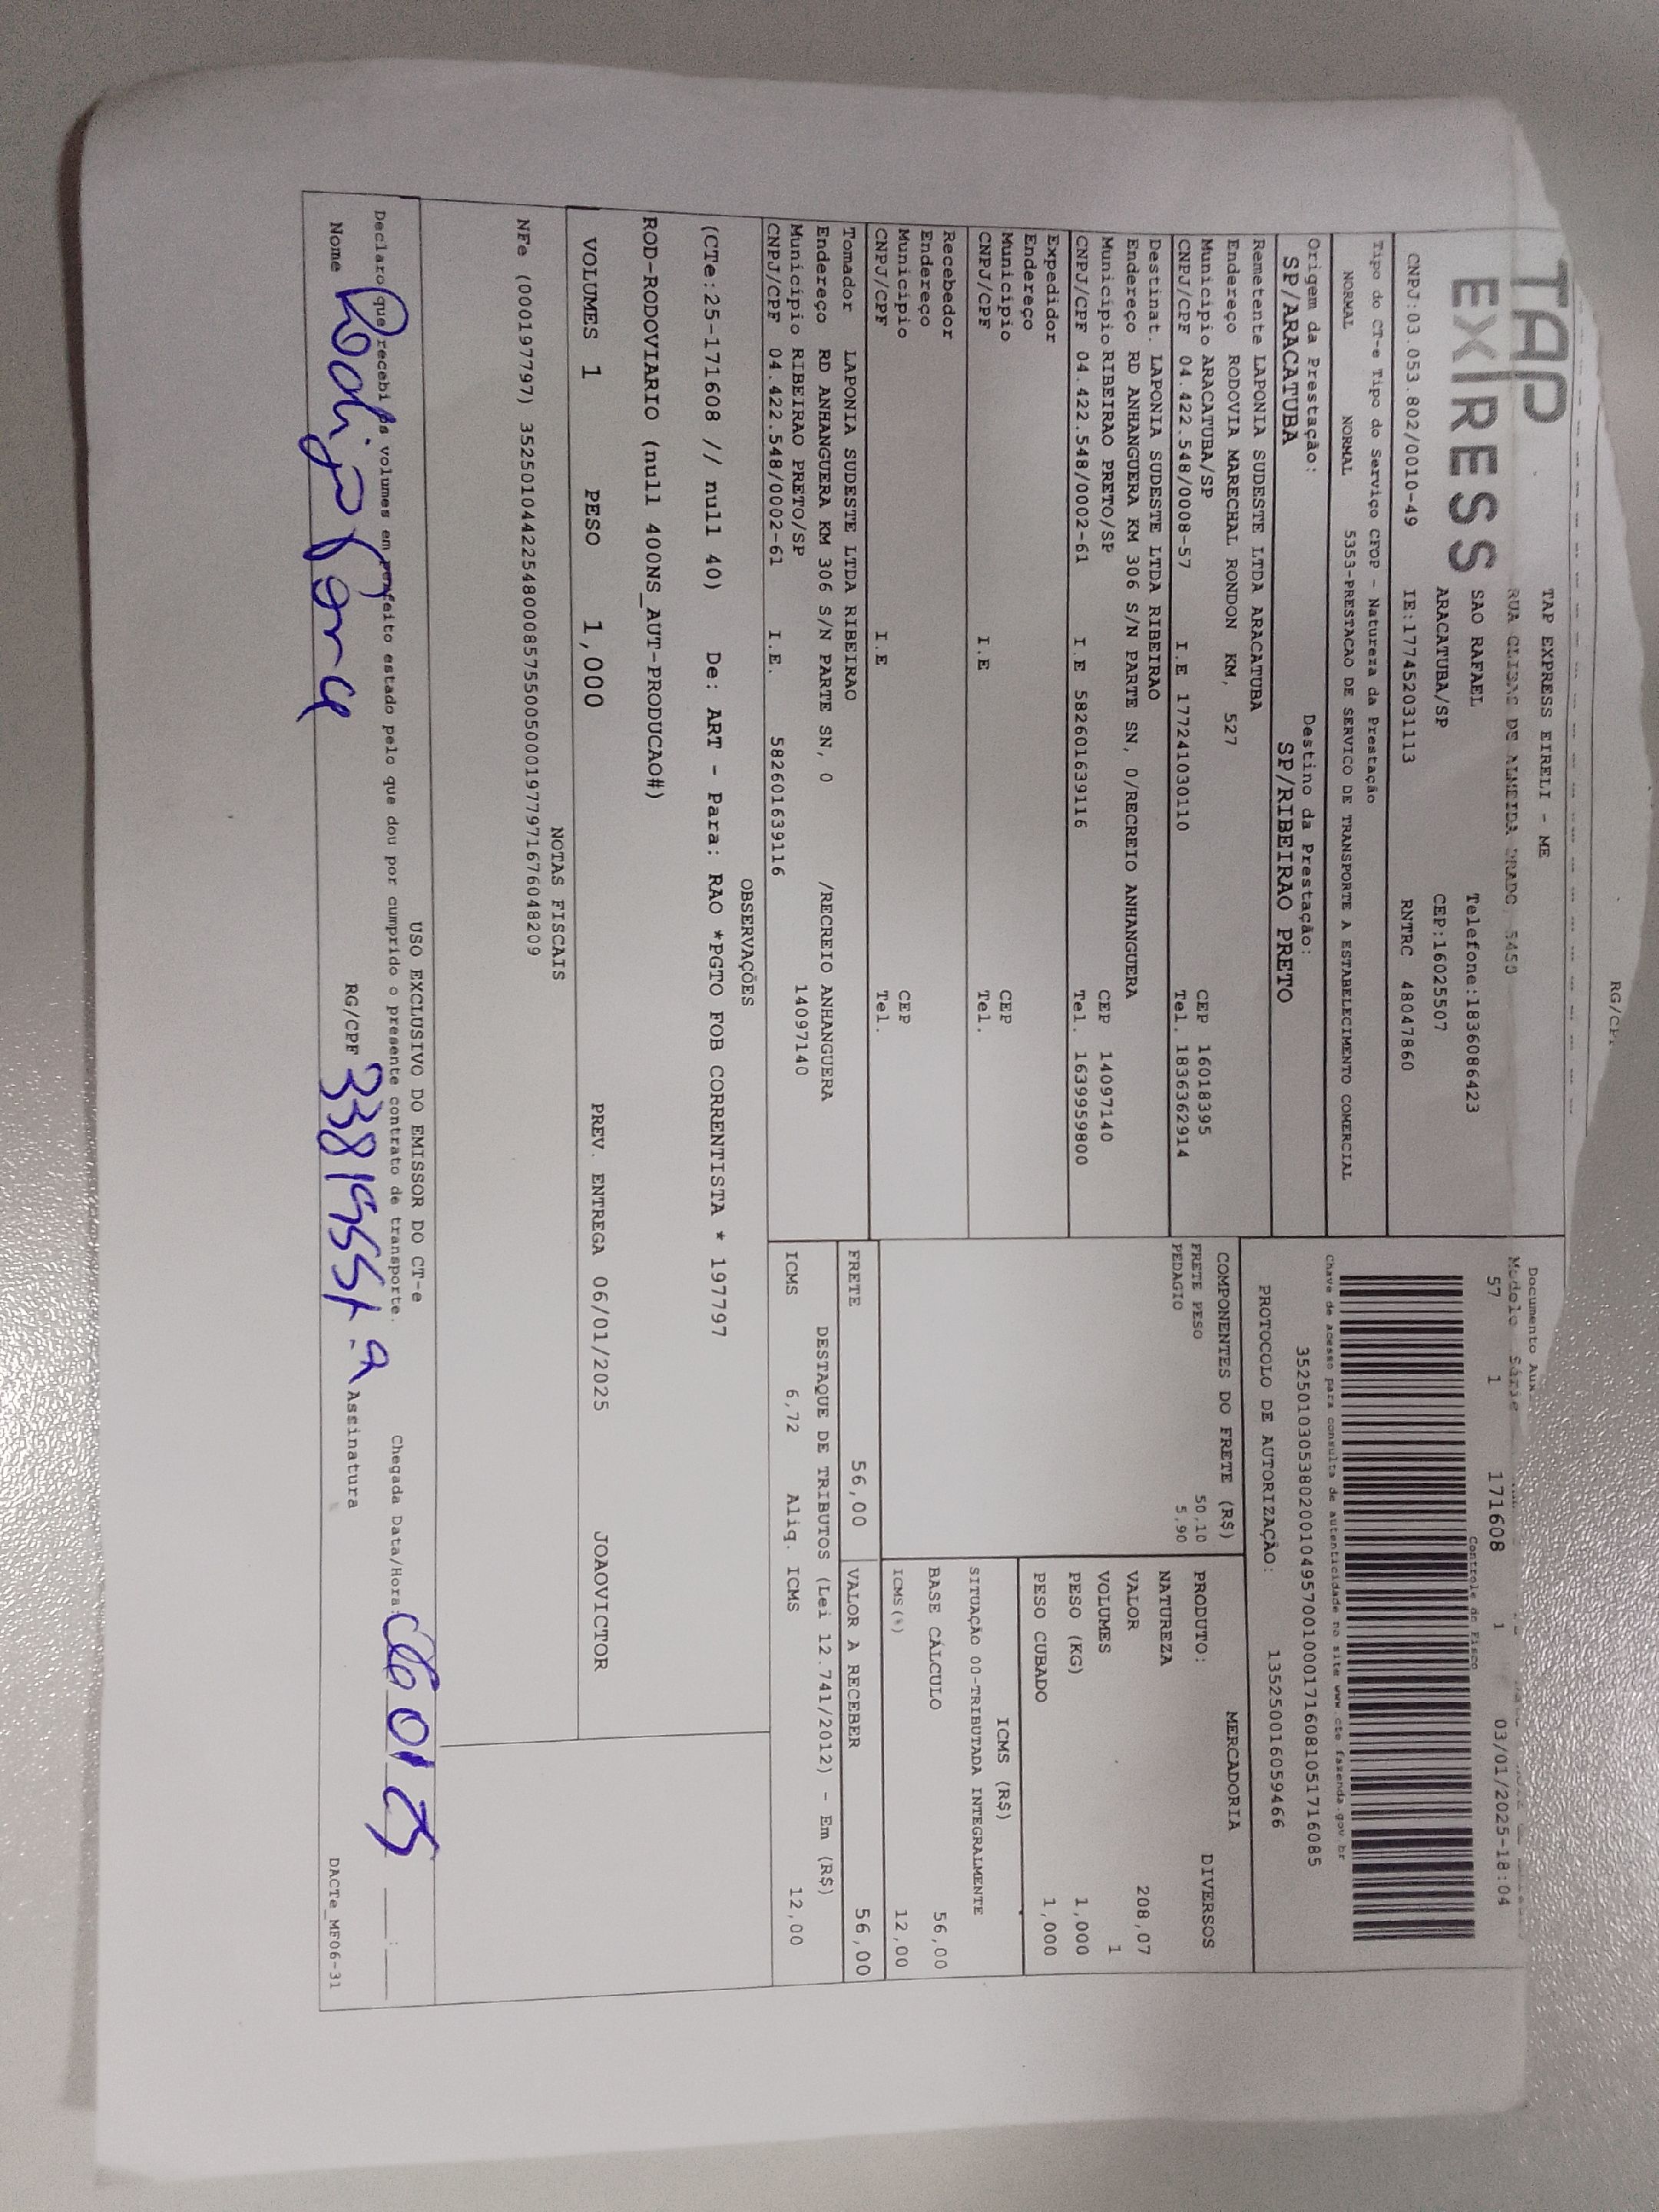 RG/CPF
TAP
EXPRESS
TAP EXPRESS EIRELI - ME
RUA CLIBAS DE ALMEIDA PRADO, 5450
SAO RAFAEL Telefone:1836086423
ARACATUBA/SP CEP:16025507
CNPJ:03.053.802/0010-49 IE:177452031113 RNTRC 48047860
Documento Aux
Modelo Série
57 1 171608 1 03/01/2025-18:04
Controle do Fisco
Chave de acesso para consulta de autenticidade no site www.cte.fazenda.gov.br
35250103053802001049570010001716081051716085
PROTOCOLO DE AUTORIZAÇÃO: 135250016059466
Tipo do CT-e Tipo do Serviço CFOP - Natureza da Prestação
NORMAL NORMAL 5353-PRESTACAO DE SERVICO DE TRANSPORTE A ESTABELECIMENTO COMERCIAL
Origem da Prestação: Destino da Prestação:
SP/ARACATUBA SP/RIBEIRAO PRETO
Remetente LAPONIA SUDESTE LTDA ARACATUBA
Endereço RODOVIA MARECHAL RONDON KM, 527
Município ARACATUBA/SP CEP 16018395
CNPJ/CPF 04.422.548/0008-57 I.E 177241030110 Tel. 1836362914
Destinat. LAPONIA SUDESTE LTDA RIBEIRAO
Endereço RD ANHANGUERA KM 306 S/N PARTE SN, 0/RECREIO ANHANGUERA
Município RIBEIRAO PRETO/SP CEP 14097140
CNPJ/CPF 04.422.548/0002-61 I.E 582601639116 Tel. 1639959800
Expedidor
Endereço
Município CEP
CNPJ/CPF I.E Tel.
Recebedor
Endereço
Município CEP
CNPJ/CPF I.E Tel.
Tomador LAPONIA SUDESTE LTDA RIBEIRAO
Endereço RD ANHANGUERA KM 306 S/N PARTE SN, 0 /RECREIO ANHANGUERA
Município RIBEIRAO PRETO/SP 14097140
CNPJ/CPF 04.422.548/0002-61 I.E. 582601639116
COMPONENTES DO FRETE (R$)
FRETE PESO 50,10
PEDAGIO 5,90
MERCADORIA
PRODUTO: DIVERSOS
NATUREZA
VALOR 208,07
VOLUMES 1
PESO (KG) 1,000
PESO CUBADO 1,000
ICMS (R$)
SITUAÇÃO 00-TRIBUTADA INTEGRALMENTE
BASE CÁLCULO 56,00
ICMS(%) 12,00
FRETE 56,00 VALOR A RECEBER 56,00
DESTAQUE DE TRIBUTOS (Lei 12.741/2012) - Em (R$)
ICMS 6,72 Aliq. ICMS 12,00
OBSERVAÇÕES
(CTe:25-171608 // null 40) De: ART - Para: RAO *PGTO FOB CORRENTISTA * 197797
ROD-RODOVIARIO (null 400NS_AUT-PRODUCAO#)
VOLUMES 1 PESO 1,000 PREV. ENTREGA 06/01/2025 JOAOVICTOR
NOTAS FISCAIS
NFe (000197797) 35250104422548000857550050001977971676048209
USO EXCLUSIVO DO EMISSOR DO CT-e
Declaro que recebi os volumes em perfeito estado pelo que dou por cumprido o presente contrato de transporte. Chegada Data/Hora:
Nome RG/CPF Assinatura
DACTe_MF06-31